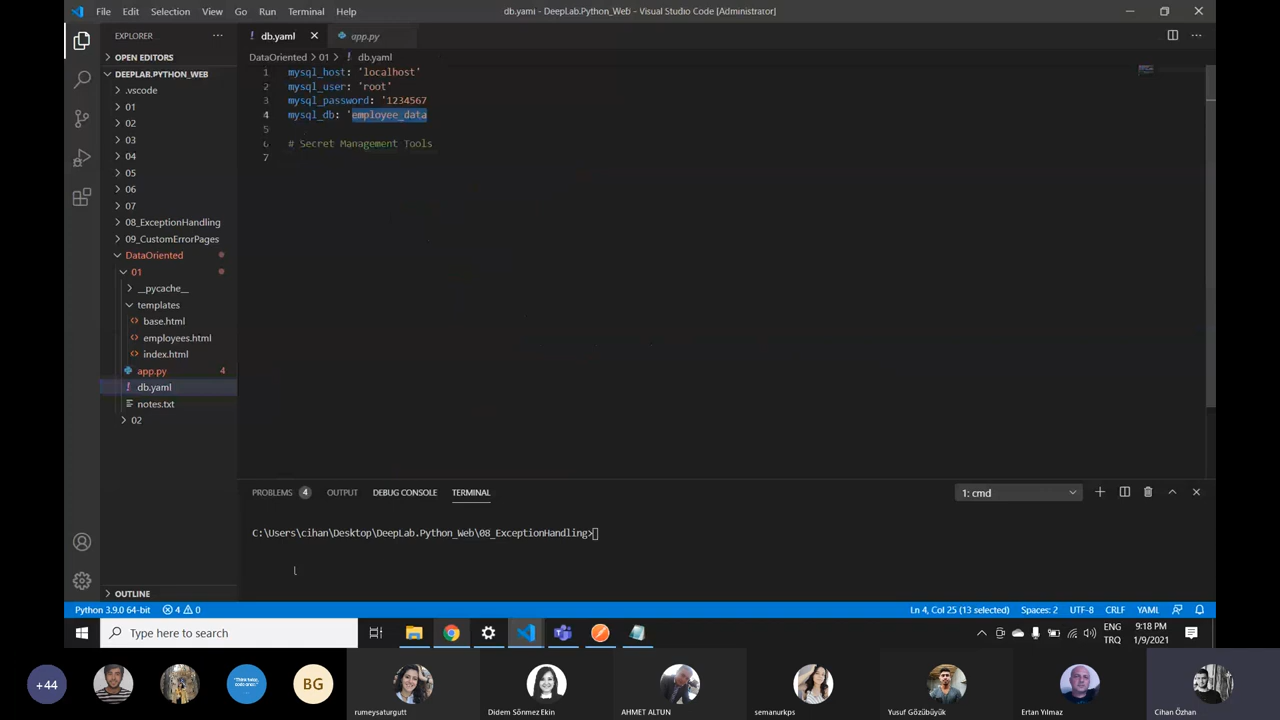 File Edit Selection View Go Run Terminal Help
db.yaml - DeepLab.Python_Web - Visual Studio Code [Administrator]
EXPLORER
OPEN EDITORS
DEEPLAB.PYTHON_WEB
.vscode
01
02
03
04
05
06
07
08_ExceptionHandling
09_CustomErrorPages
DataOriented
01
__pycache__
templates
base.html
employees.html
index.html
app.py 4
db.yaml
notes.txt
02
OUTLINE
db.yaml app.py
DataOriented > 01 > ! db.yaml
1 mysql_host: 'localhost'
2 mysql_user: 'root'
3 mysql_password: '1234567
4 mysql_db: 'employee_data
5
6 # Secret Management Tools
7
PROBLEMS 4 OUTPUT DEBUG CONSOLE TERMINAL 1: cmd
C:\Users\cihan\Desktop\DeepLab.Python_Web\08_ExceptionHandling>
Python 3.9.0 64-bit 4 0 Ln 4, Col 25 (13 selected) Spaces: 2 UTF-8 CRLF YAML
Type here to search
ENG
TRQ
9:18 PM
1/9/2021
+44
BG
rumeysaturgutt
Didem Sönmez Ekin
AHMET ALTUN
semanurkps
Yusuf Gözübüyük
Ertan Yılmaz
Cihan Özhan